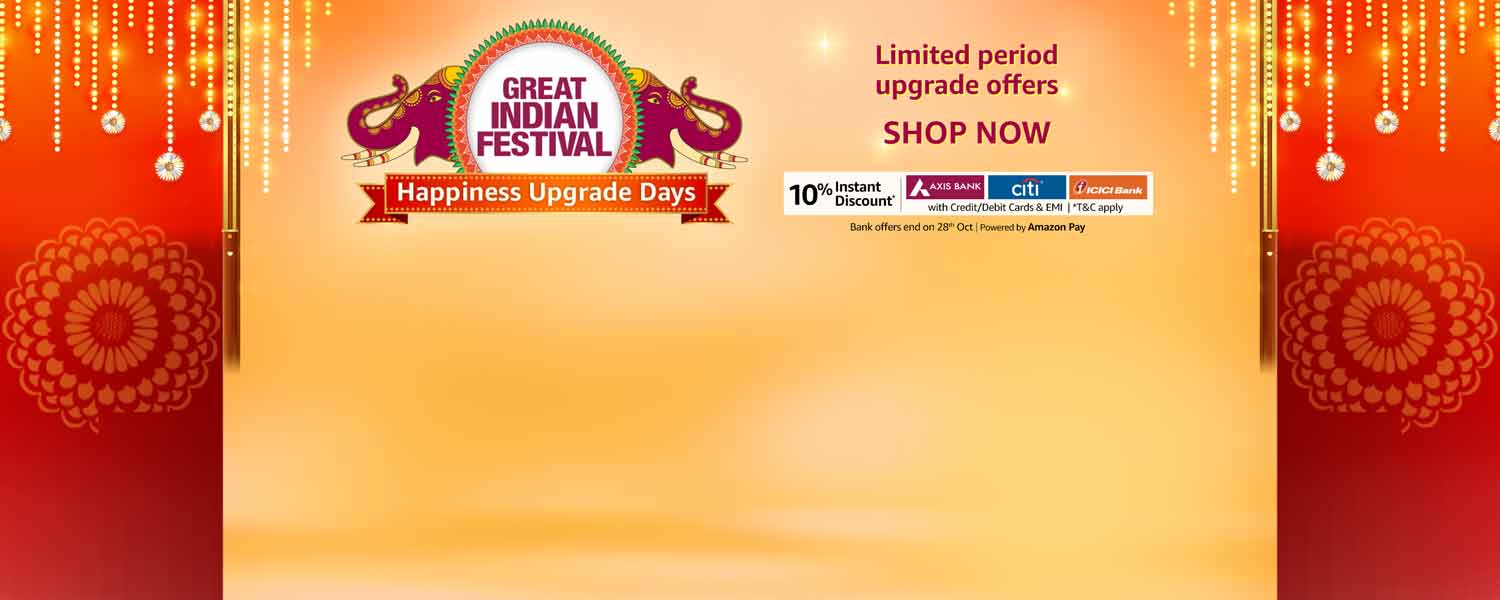 GREAT
INDIAN
FESTIVAL
Happiness Upgrade Days
Limited period
upgrade offers
SHOP NOW
10% Instant
Discount*
AXIS BANK
citi
ICICI Bank
with Credit/Debit Cards & EMI | *T&C apply
Bank offers end on 28th Oct | Powered by Amazon Pay